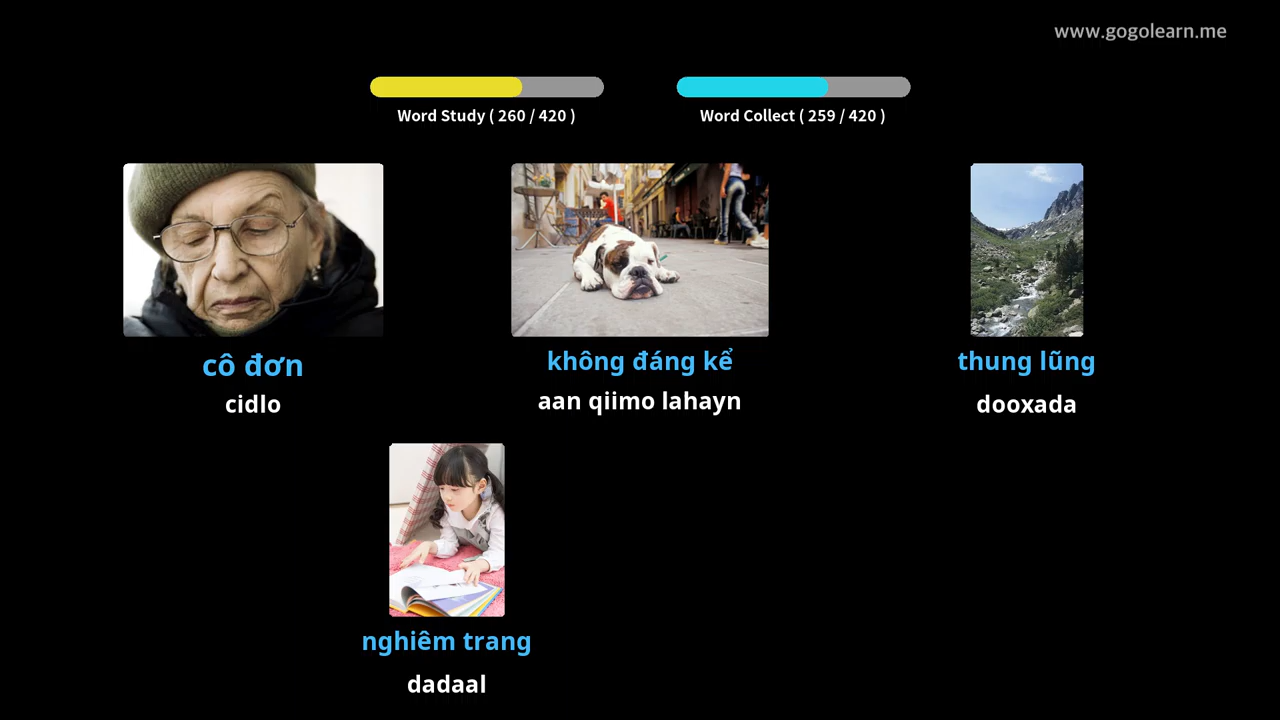 www.gogolearn.me
Word Study ( 260 / 420 )
Word Collect ( 259 / 420 )
cô đơn
cidlo
không đáng kể
aan qiimo lahayn
thung lũng
dooxada
nghiêm trang
dadaal